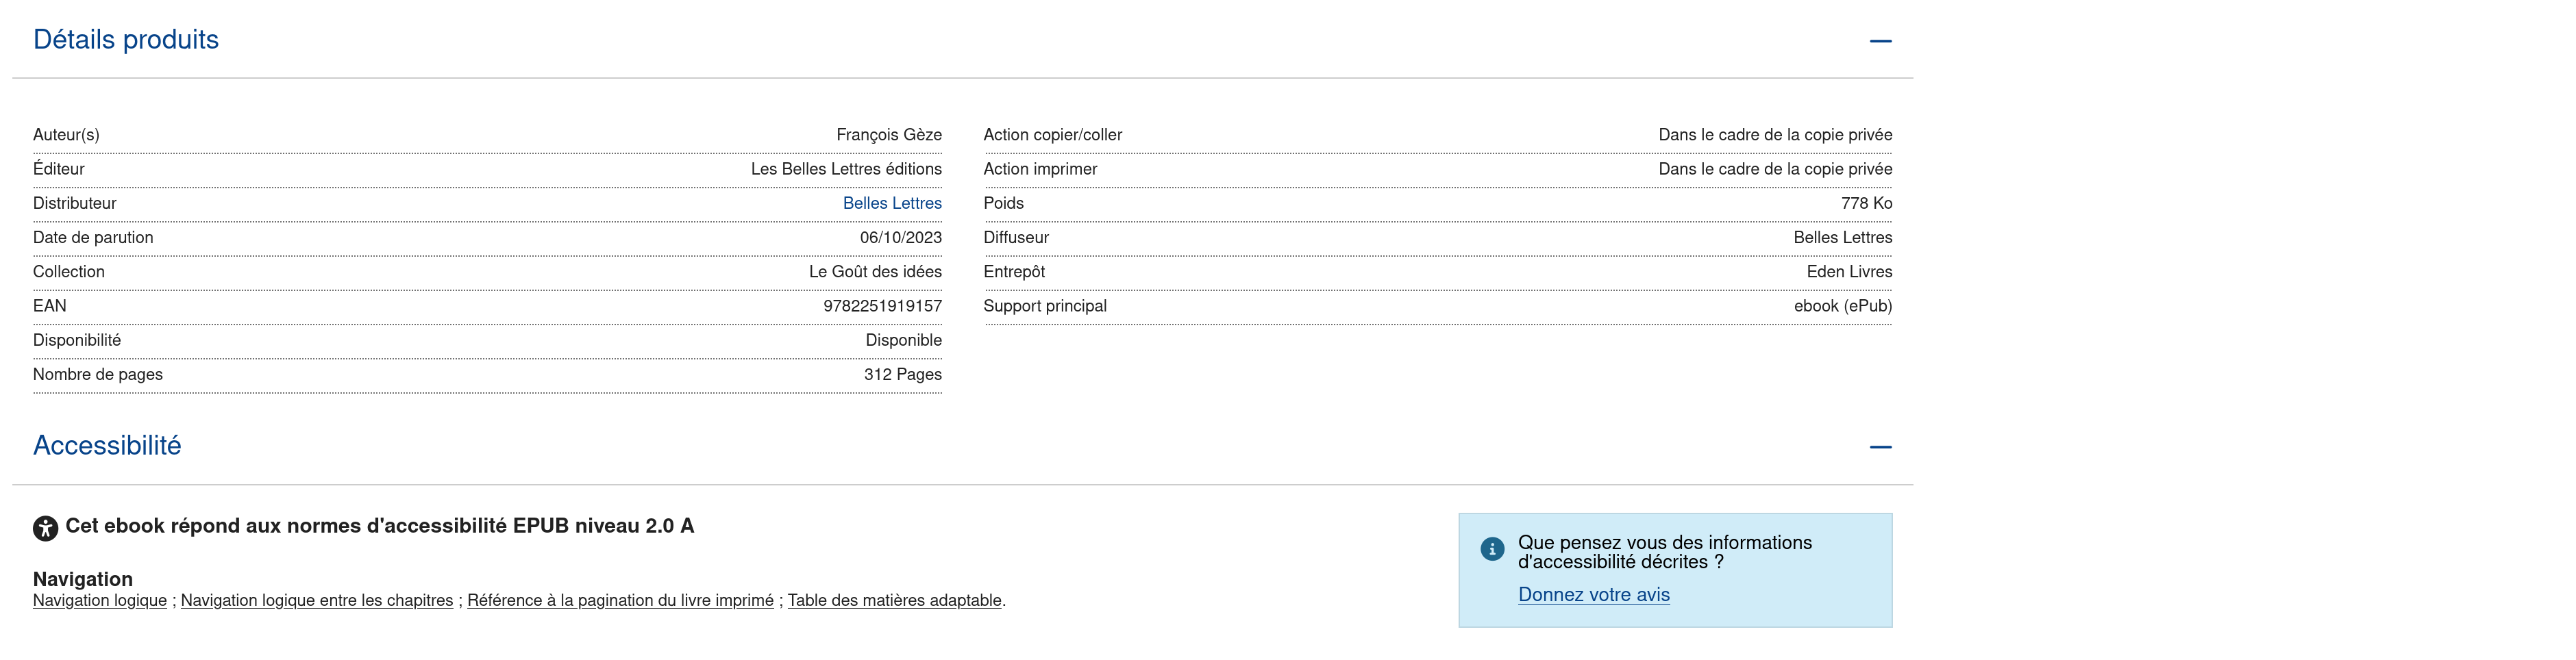 Détails produits
Auteur(s) François Gèze
Éditeur Les Belles Lettres éditions
Distributeur Belles Lettres
Date de parution 06/10/2023
Collection Le Goût des idées
EAN 9782251919157
Disponibilité Disponible
Nombre de pages 312 Pages
Action copier/coller Dans le cadre de la copie privée
Action imprimer Dans le cadre de la copie privée
Poids 778 Ko
Diffuseur Belles Lettres
Entrepôt Eden Livres
Support principal ebook (ePub)
Accessibilité
Cet ebook répond aux normes d'accessibilité EPUB niveau 2.0 A
Navigation
Navigation logique ; Navigation logique entre les chapitres ; Référence à la pagination du livre imprimé ; Table des matières adaptable.
Que pensez vous des informations
d'accessibilité décrites ?
Donnez votre avis